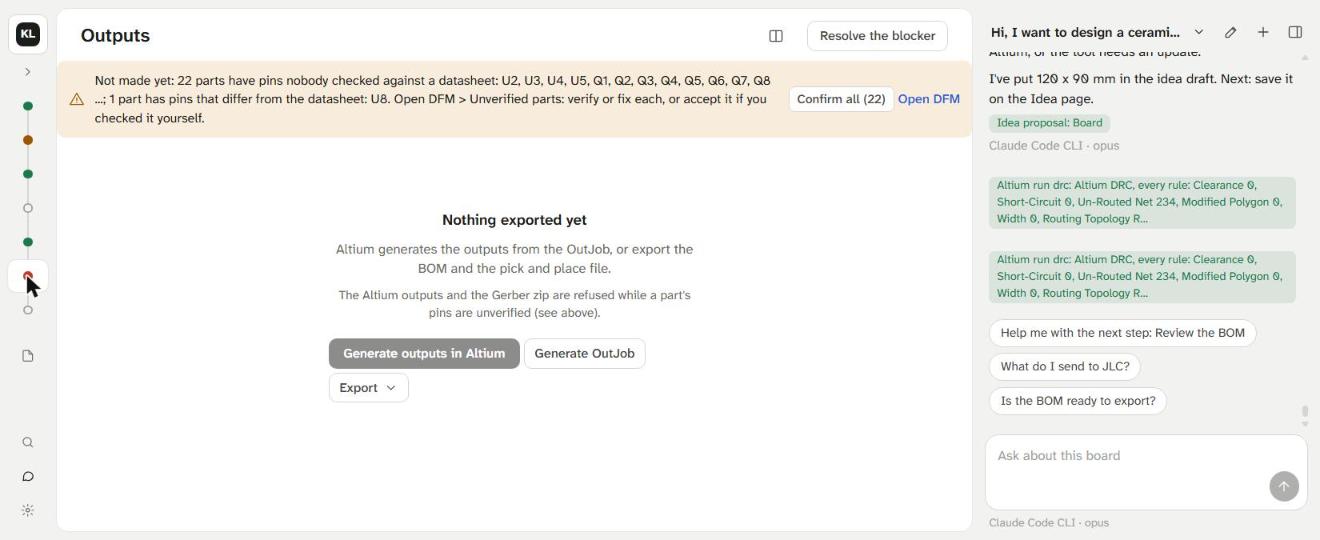 KL
Outputs
Resolve the blocker
Not made yet: 22 parts have pins nobody checked against a datasheet: U2, U3, U4, U5, Q1, Q2, Q3, Q4, Q5, Q6, Q7, Q8
...; 1 part has pins that differ from the datasheet: U8. Open DFM > Unverified parts: verify or fix each, or accept it if you
checked it yourself.
Confirm all (22)
Open DFM
Nothing exported yet
Altium generates the outputs from the OutJob, or export the
BOM and the pick and place file.
The Altium outputs and the Gerber zip are refused while a part's
pins are unverified (see above).
Generate outputs in Altium
Generate OutJob
Export
Hi, I want to design a cerami...
Altium, or the tool needs an update.
I've put 120 x 90 mm in the idea draft. Next: save it
on the Idea page.
Idea proposal: Board
Claude Code CLI · opus
Altium run drc: Altium DRC, every rule: Clearance 0,
Short-Circuit 0, Un-Routed Net 234, Modified Polygon 0,
Width 0, Routing Topology R...
Altium run drc: Altium DRC, every rule: Clearance 0,
Short-Circuit 0, Un-Routed Net 234, Modified Polygon 0,
Width 0, Routing Topology R...
Help me with the next step: Review the BOM
What do I send to JLC?
Is the BOM ready to export?
Ask about this board
Claude Code CLI · opus